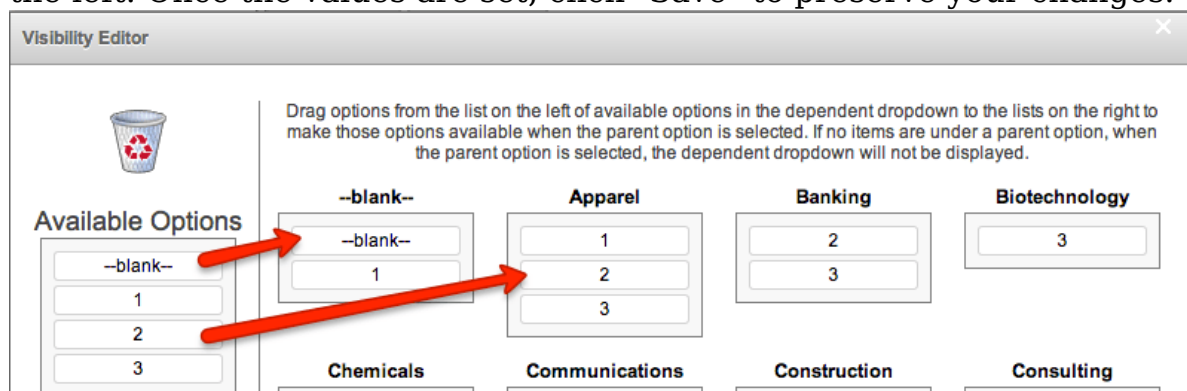 the left. Once the values are set, click "Save" to preserve your changes.
Visibility Editor
Drag options from the list on the left of available options in the dependent dropdown to the lists on the right to
make those options available when the parent option is selected. If no items are under a parent option, when
the parent option is selected, the dependent dropdown will not be displayed.
Available Options
--blank--
1
2
3
--blank--
--blank--
1
Apparel
1
2
3
Banking
2
3
Biotechnology
3
Chemicals
Communications
Construction
Consulting